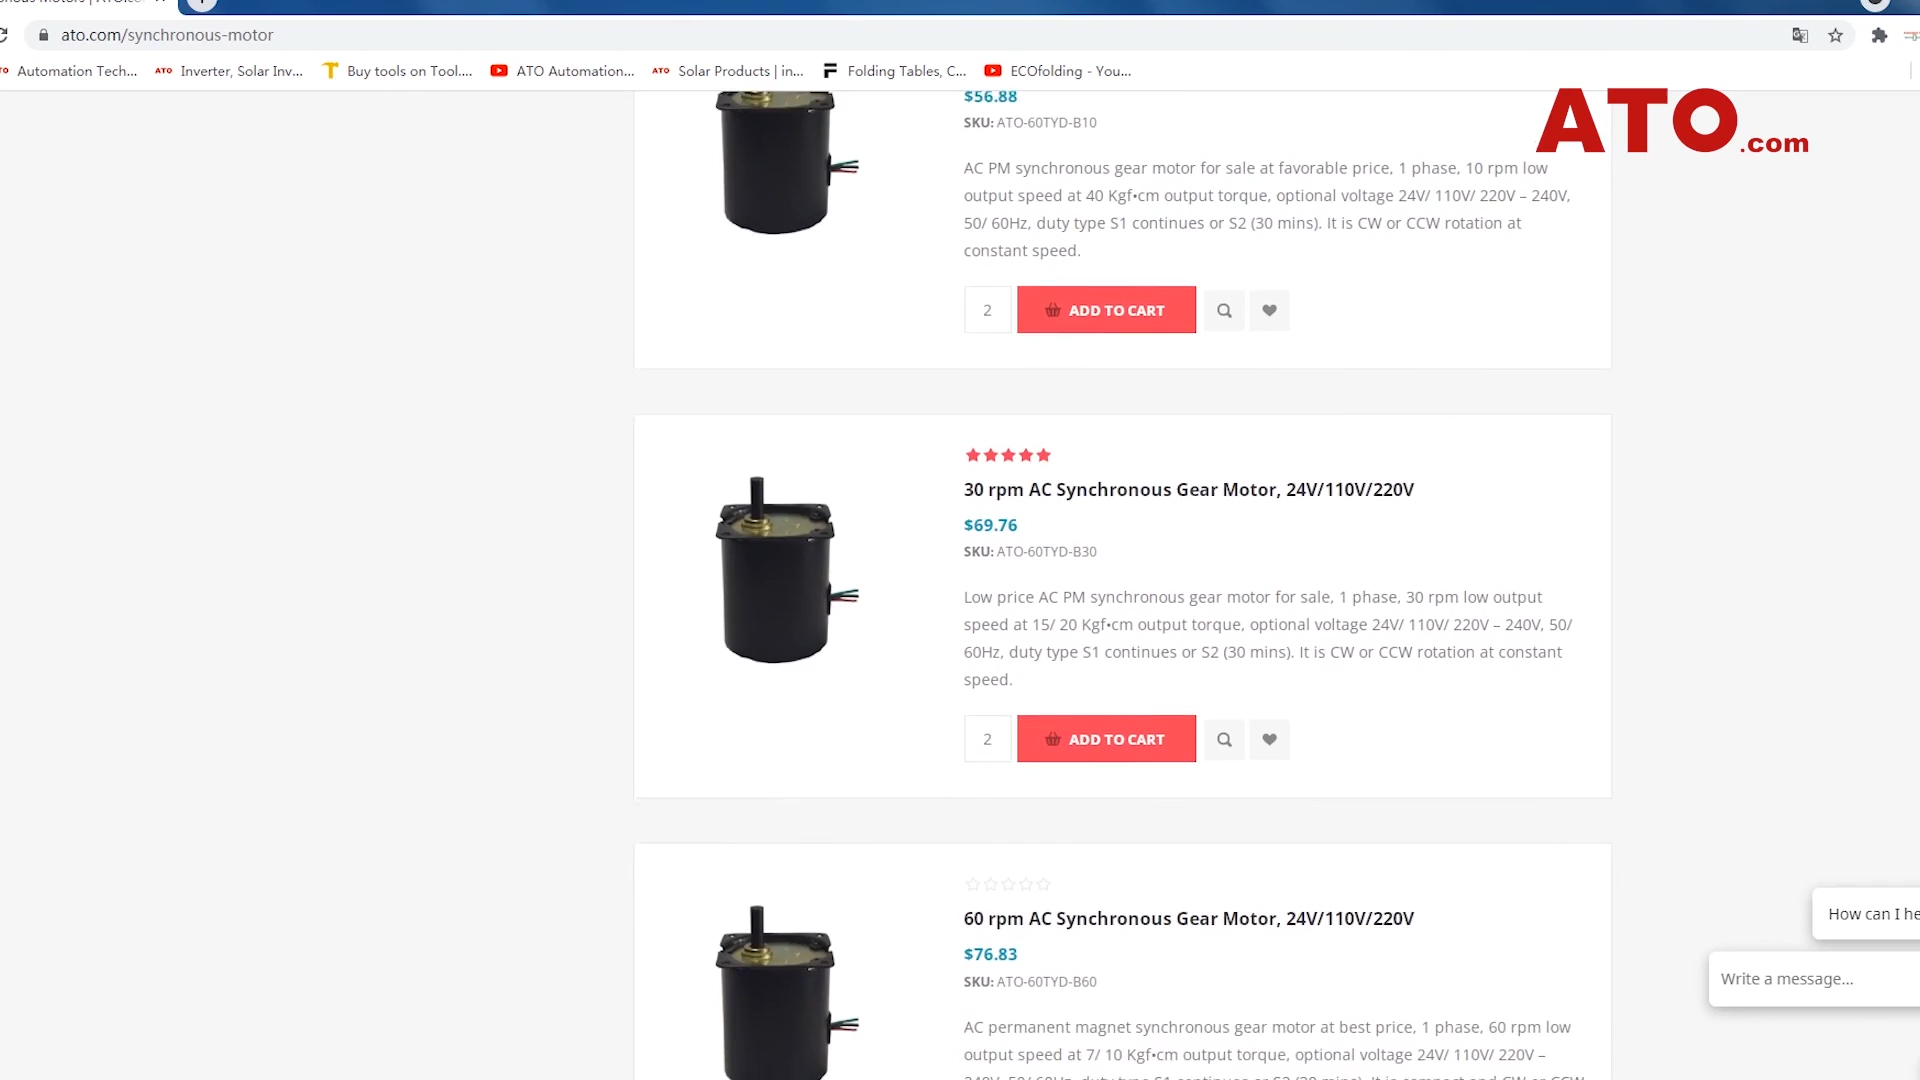 ato.com/synchronous-motor
ATO Automation Tech...
ATO Inverter, Solar Inv...
Buy tools on Tool....
ATO Automation...
ATO Solar Products | in...
Folding Tables, C...
ECOfolding - You...
ATO.com
$56.88
SKU: ATO-60TYD-B10
AC PM synchronous gear motor for sale at favorable price, 1 phase, 10 rpm low
output speed at 40 Kgf•cm output torque, optional voltage 24V/ 110V/ 220V – 240V,
50/ 60Hz, duty type S1 continues or S2 (30 mins). It is CW or CCW rotation at
constant speed.
2
ADD TO CART
30 rpm AC Synchronous Gear Motor, 24V/110V/220V
$69.76
SKU: ATO-60TYD-B30
Low price AC PM synchronous gear motor for sale, 1 phase, 30 rpm low output
speed at 15/ 20 Kgf•cm output torque, optional voltage 24V/ 110V/ 220V – 240V, 50/
60Hz, duty type S1 continues or S2 (30 mins). It is CW or CCW rotation at constant
speed.
2
ADD TO CART
60 rpm AC Synchronous Gear Motor, 24V/110V/220V
$76.83
SKU: ATO-60TYD-B60
How can I he
Write a message...
AC permanent magnet synchronous gear motor at best price, 1 phase, 60 rpm low
output speed at 7/ 10 Kgf•cm output torque, optional voltage 24V/ 110V/ 220V –